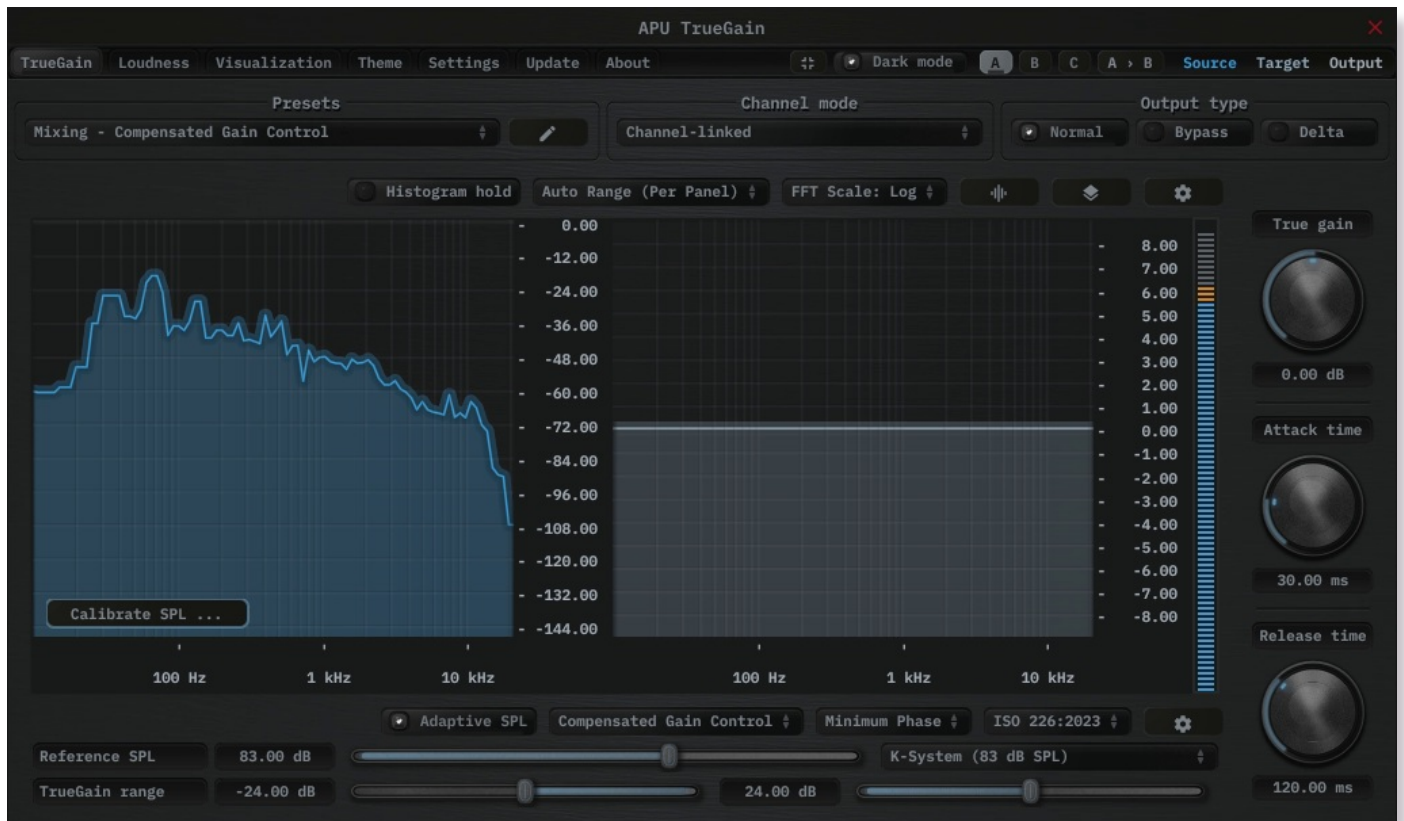 APU TrueGain
TrueGain Loudness Visualization Theme Settings Update About Dark mode A B C A › B Source Target Output
Presets Channel mode Output type
Mixing - Compensated Gain Control Channel-linked Normal Bypass Delta
Histogram hold Auto Range (Per Panel) FFT Scale: Log
True gain
0.00
-12.00
-24.00
-36.00
-48.00
-60.00
-72.00
-84.00
-96.00
-108.00
-120.00
-132.00
-144.00
8.00
7.00
6.00
5.00
4.00
3.00
2.00
1.00
0.00
-1.00
-2.00
-3.00
-4.00
-5.00
-6.00
-7.00
-8.00
0.00 dB
Attack time
30.00 ms
Calibrate SPL ...
Release time
100 Hz 1 kHz 10 kHz 100 Hz 1 kHz 10 kHz
Adaptive SPL Compensated Gain Control Minimum Phase ISO 226:2023
Reference SPL 83.00 dB K-System (83 dB SPL)
TrueGain range -24.00 dB 24.00 dB 120.00 ms